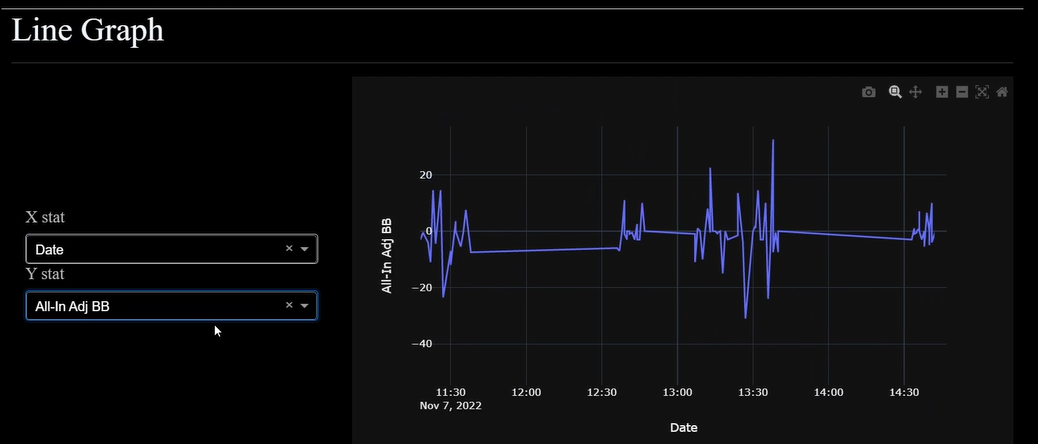 Line Graph
X stat
Date
Y stat
All-In Adj BB
All-In Adj BB
20
0
−20
−40
11:30 12:00 12:30 13:00 13:30 14:00 14:30
Nov 7, 2022
Date